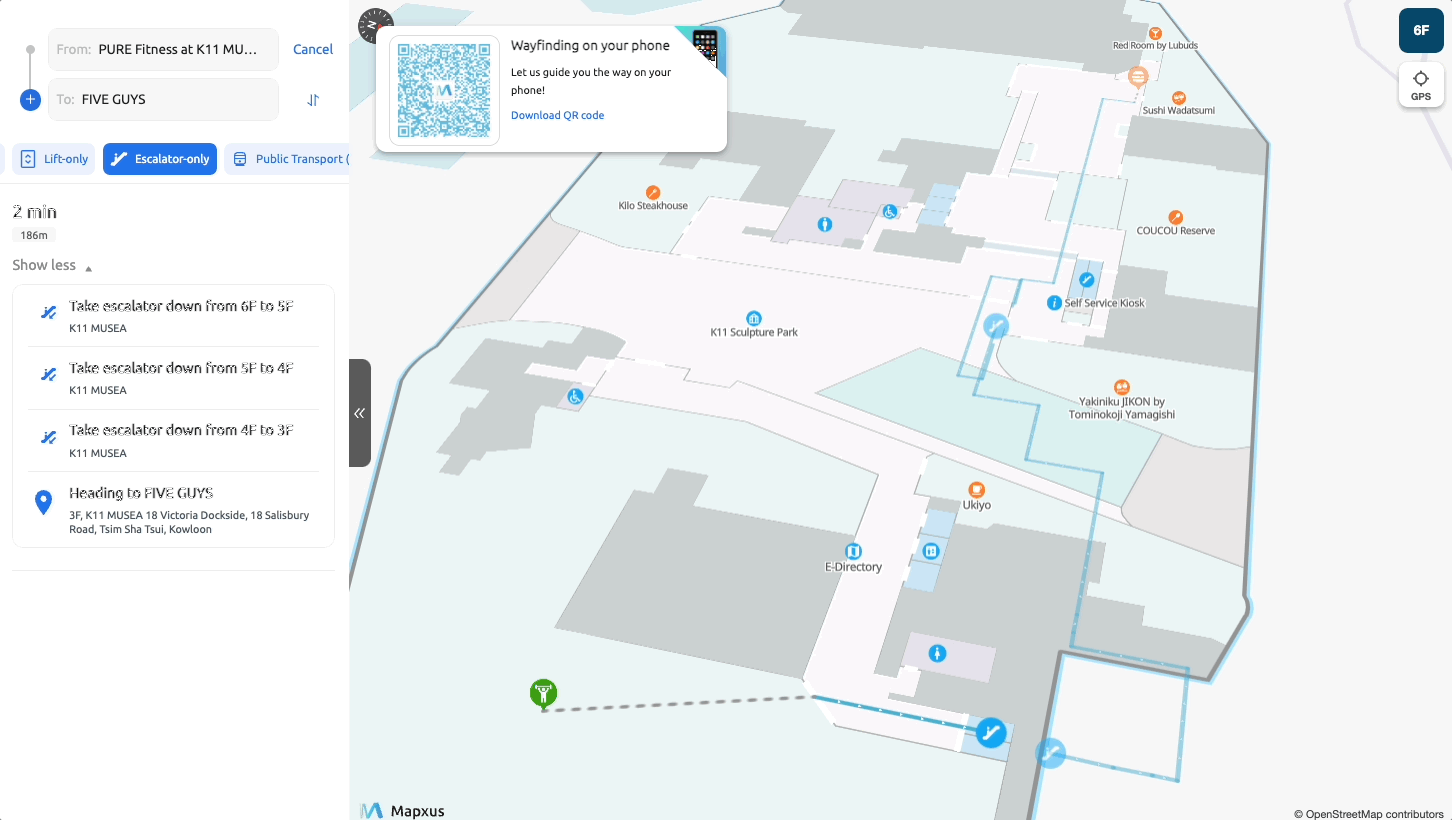 From: PURE Fitness at K11 MU...
Cancel
To: FIVE GUYS
Lift-only
Escalator-only
Public Transport (
2 min
186m
Show less
Take escalator down from 6F to 5F
K11 MUSEA
Take escalator down from 5F to 4F
K11 MUSEA
Take escalator down from 4F to 3F
K11 MUSEA
Heading to FIVE GUYS
3F, K11 MUSEA 18 Victoria Dockside, 18 Salisbury
Road, Tsim Sha Tsui, Kowloon
N
Wayfinding on your phone
Let us guide you the way on your
phone!
Download QR code
6F
GPS
Red Room by Lubuds
Sushi Wadatsumi
Kilo Steakhouse
COUCOU Reserve
Self Service Kiosk
K11 Sculpture Park
Yakiniku JIKON by
Tominokoji Yamagishi
Ukiyo
E-Directory
Mapxus
© OpenStreetMap contributors